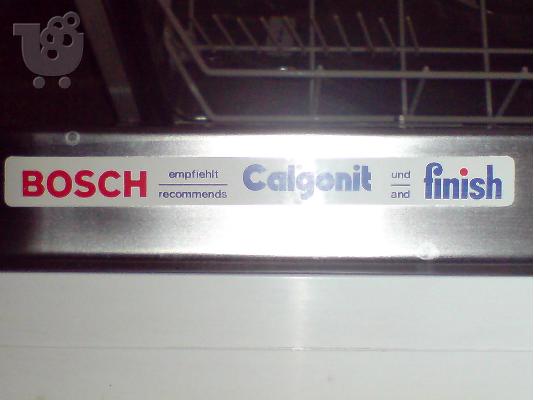 BOSCH empfiehlt recommends Calgonit und and finish